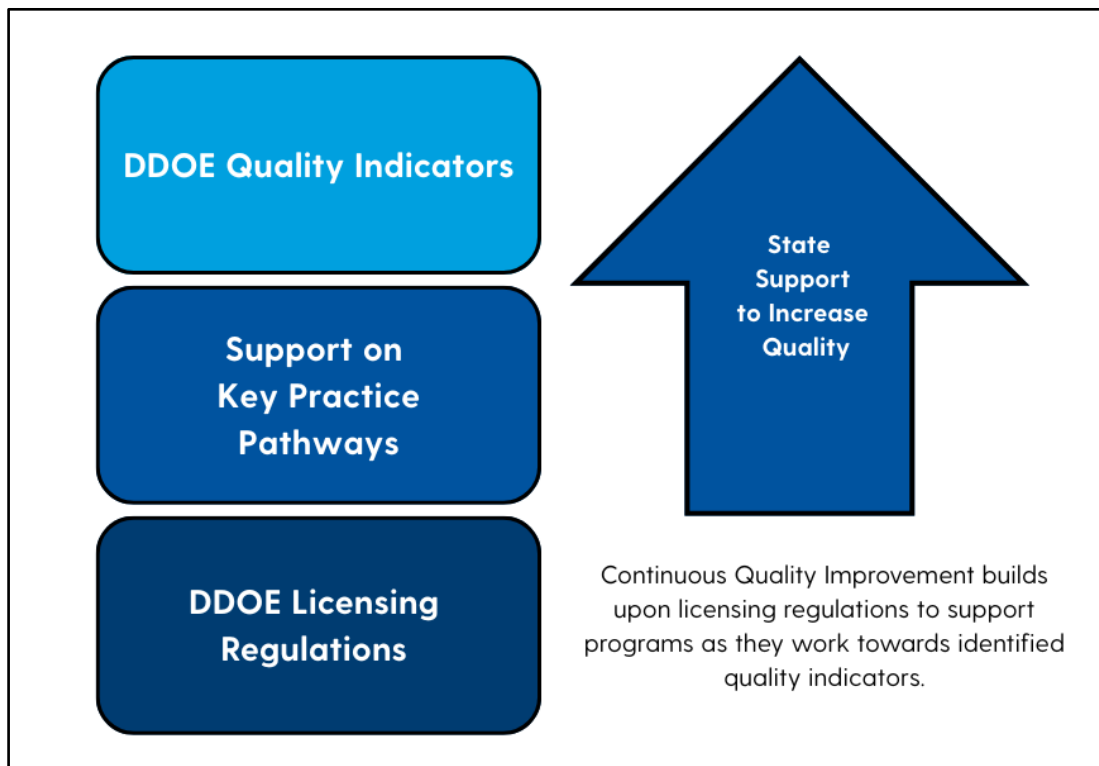 DDOE Quality Indicators
Support on
Key Practice
Pathways
DDOE Licensing
Regulations
State
Support
to Increase
Quality
Continuous Quality Improvement builds
upon licensing regulations to support
programs as they work towards identified
quality indicators.